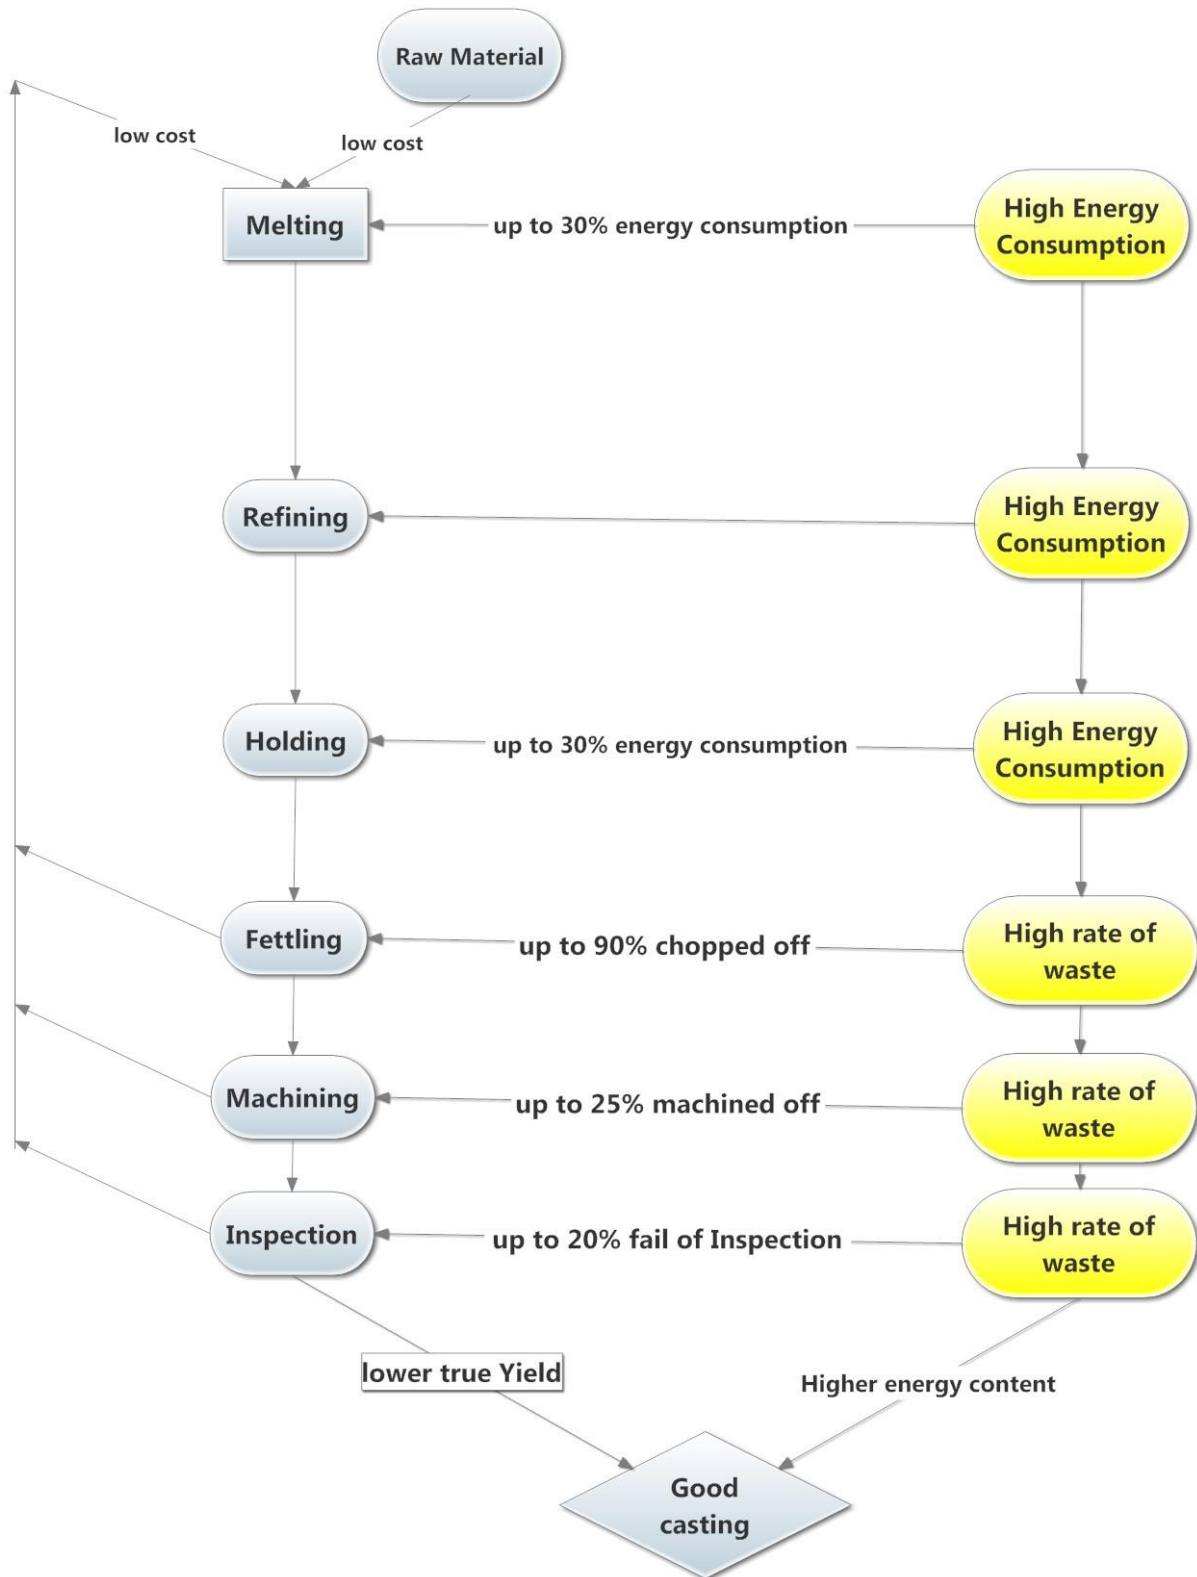 Raw Material
low cost
low cost
Melting
up to 30% energy consumption
High Energy
Consumption
Refining
High Energy
Consumption
Holding
up to 30% energy consumption
High Energy
Consumption
Fettling
up to 90% chopped off
High rate of
waste
Machining
up to 25% machined off
High rate of
waste
Inspection
up to 20% fail of Inspection
High rate of
waste
lower true Yield
Higher energy content
Good
casting